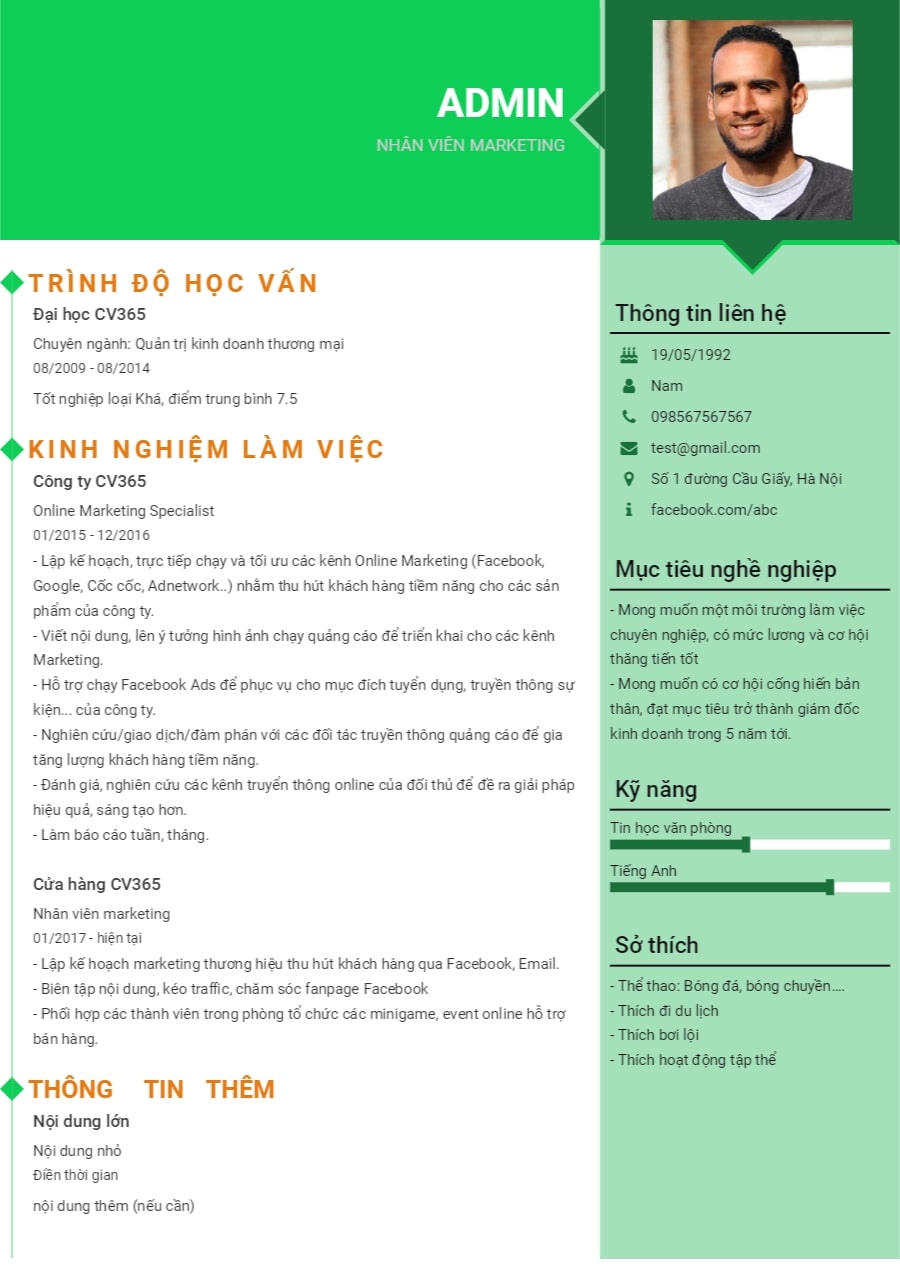 ADMIN
NHÂN VIÊN MARKETING
TRÌNH ĐỘ HỌC VẤN
Đại học CV365
Chuyên ngành: Quản trị kinh doanh thương mại
08/2009 - 08/2014
Tốt nghiệp loại Khá, điểm trung bình 7.5
KINH NGHIỆM LÀM VIỆC
Công ty CV365
Online Marketing Specialist
01/2015 - 12/2016
- Lập kế hoạch, trực tiếp chạy và tối ưu các kênh Online Marketing (Facebook,
Google, Cốc cốc, Adnetwork..) nhằm thu hút khách hàng tiềm năng cho các sản
phẩm của công ty.
- Viết nội dung, lên ý tưởng hình ảnh chạy quảng cáo để triển khai cho các kênh
Marketing.
- Hỗ trợ chạy Facebook Ads để phục vụ cho mục đích tuyển dụng, truyền thông sự
kiện... của công ty.
- Nghiên cứu/giao dịch/đàm phán với các đối tác truyền thông quảng cáo để gia
tăng lượng khách hàng tiềm năng.
- Đánh giá, nghiên cứu các kênh truyền thông online của đối thủ để đề ra giải pháp
hiệu quả, sáng tạo hơn.
- Làm báo cáo tuần, tháng.
Cửa hàng CV365
Nhân viên marketing
01/2017 - hiện tại
- Lập kế hoạch marketing thương hiệu thu hút khách hàng qua Facebook, Email.
- Biên tập nội dung, kéo traffic, chăm sóc fanpage Facebook
- Phối hợp các thành viên trong phòng tổ chức các minigame, event online hỗ trợ
bán hàng.
THÔNG TIN THÊM
Nội dung lớn
Nội dung nhỏ
Điền thời gian
nội dung thêm (nếu cần)
Thông tin liên hệ
19/05/1992
Nam
098567567567
test@gmail.com
Số 1 đường Cầu Giấy, Hà Nội
facebook.com/abc
Mục tiêu nghề nghiệp
- Mong muốn một môi trường làm việc
chuyên nghiệp, có mức lương và cơ hội
thăng tiến tốt
- Mong muốn có cơ hội cống hiến bản
thân, đạt mục tiêu trở thành giám đốc
kinh doanh trong 5 năm tới.
Kỹ năng
Tin học văn phòng
Tiếng Anh
Sở thích
- Thể thao: Bóng đá, bóng chuyền....
- Thích đi du lịch
- Thích bơi lội
- Thích hoạt động tập thể